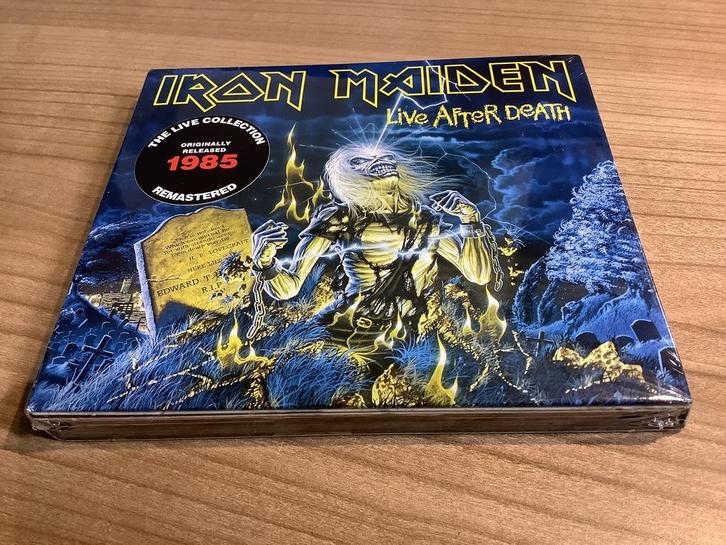 IRON MAIDEN
LIVE AFTER DEATH
THE LIVE COLLECTION
ORIGINALLY
RELEASED
1985
REMASTERED
H P LOVECRAFT
HERE LIES
EDWARD T
R.I.P.